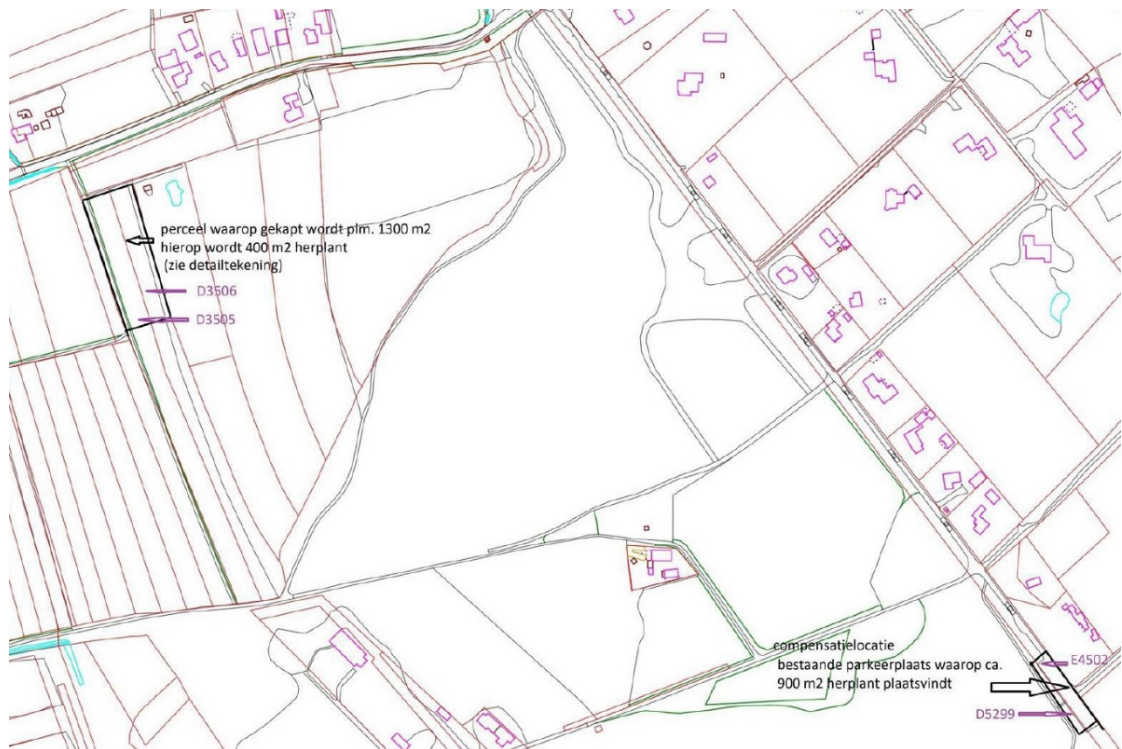 perceel waarop gekapt wordt plm. 1300 m2
hierop wordt 400 m2 herplant
(zie detailtekening)
D3506
D3505
compensatielocatie
bestaande parkeerplaats waarop ca.
900 m2 herplant plaatsvindt
E4502
D5299